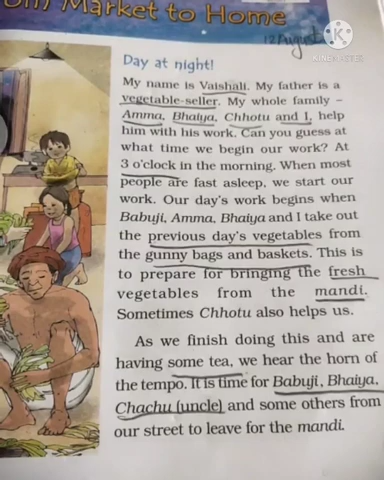 om Market to Home
12 August
KINEMASTER
Day at night!
My name is Vaishali. My father is a
vegetable-seller. My whole family –
Amma, Bhaiya, Chhotu and I, help
him with his work. Can you guess at
what time we begin our work? At
3 o'clock in the morning. When most
people are fast asleep, we start our
work. Our day's work begins when
Babuji, Amma, Bhaiya and I take out
the previous day's vegetables from
the gunny bags and baskets. This is
to prepare for bringing the fresh
vegetables from the mandi.
Sometimes Chhotu also helps us.
As we finish doing this and are
having some tea, we hear the horn of
the tempo. It is time for Babuji, Bhaiya,
Chachu (uncle) and some others from
our street to leave for the mandi.